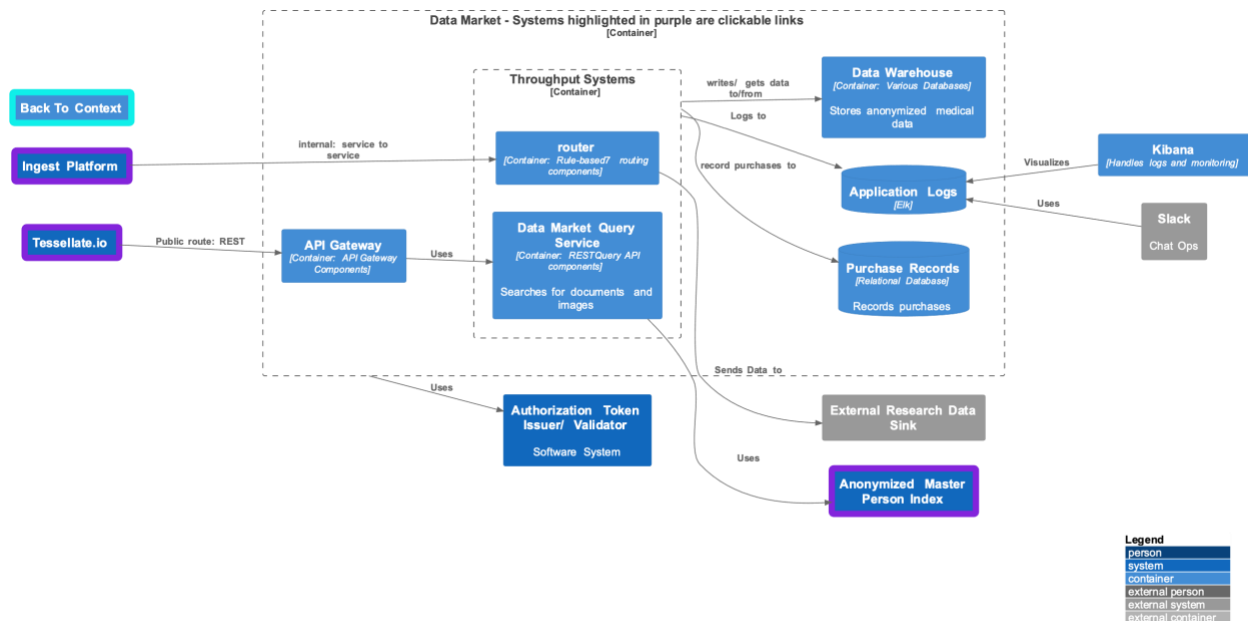 Data Market - Systems highlighted in purple are clickable links
[Container]
Throughput Systems
[Container]
Back To Context
Ingest Platform
Tessellate.io
internal: service to
service
Public route: REST
API Gateway
[Container: API Gateway
Components]
Uses
router
[Container: Rule-based7 routing
components]
Data Market Query
Service
[Container: RESTQuery API
components]
Searches for documents and
images
writes/ gets data
to/from
Logs to
record purchases to
Data Warehouse
[Container: Various Databases]
Stores anonymized medical
data
Application Logs
[Elk]
Purchase Records
[Relational Database]
Records purchases
Visualizes
Uses
Kibana
[Handles logs and monitoring]
Slack
Chat Ops
Uses
Authorization Token
Issuer/ Validator
Software System
Sends Data to
External Research Data
Sink
Uses
Anonymized Master
Person Index
Legend
person
system
container
external person
external system
external container